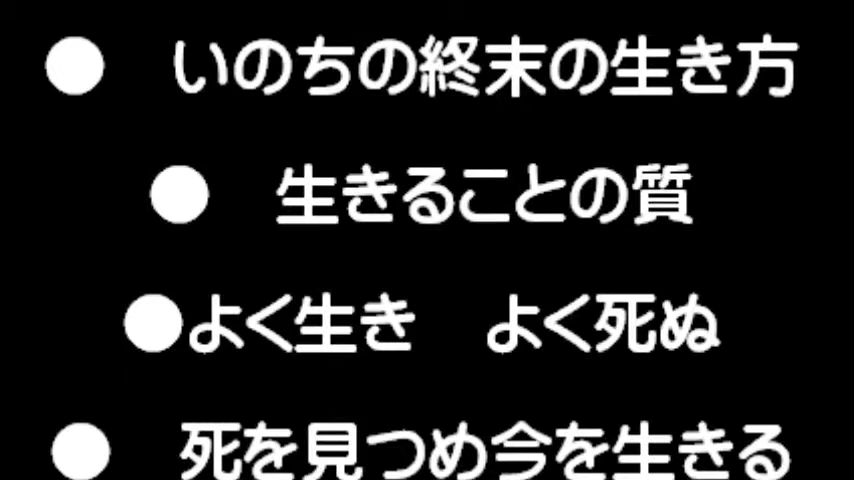 ● いのちの終末の生き方
● 生きることの質
●よく生き よく死ぬ
● 死を見つめ今を生きる